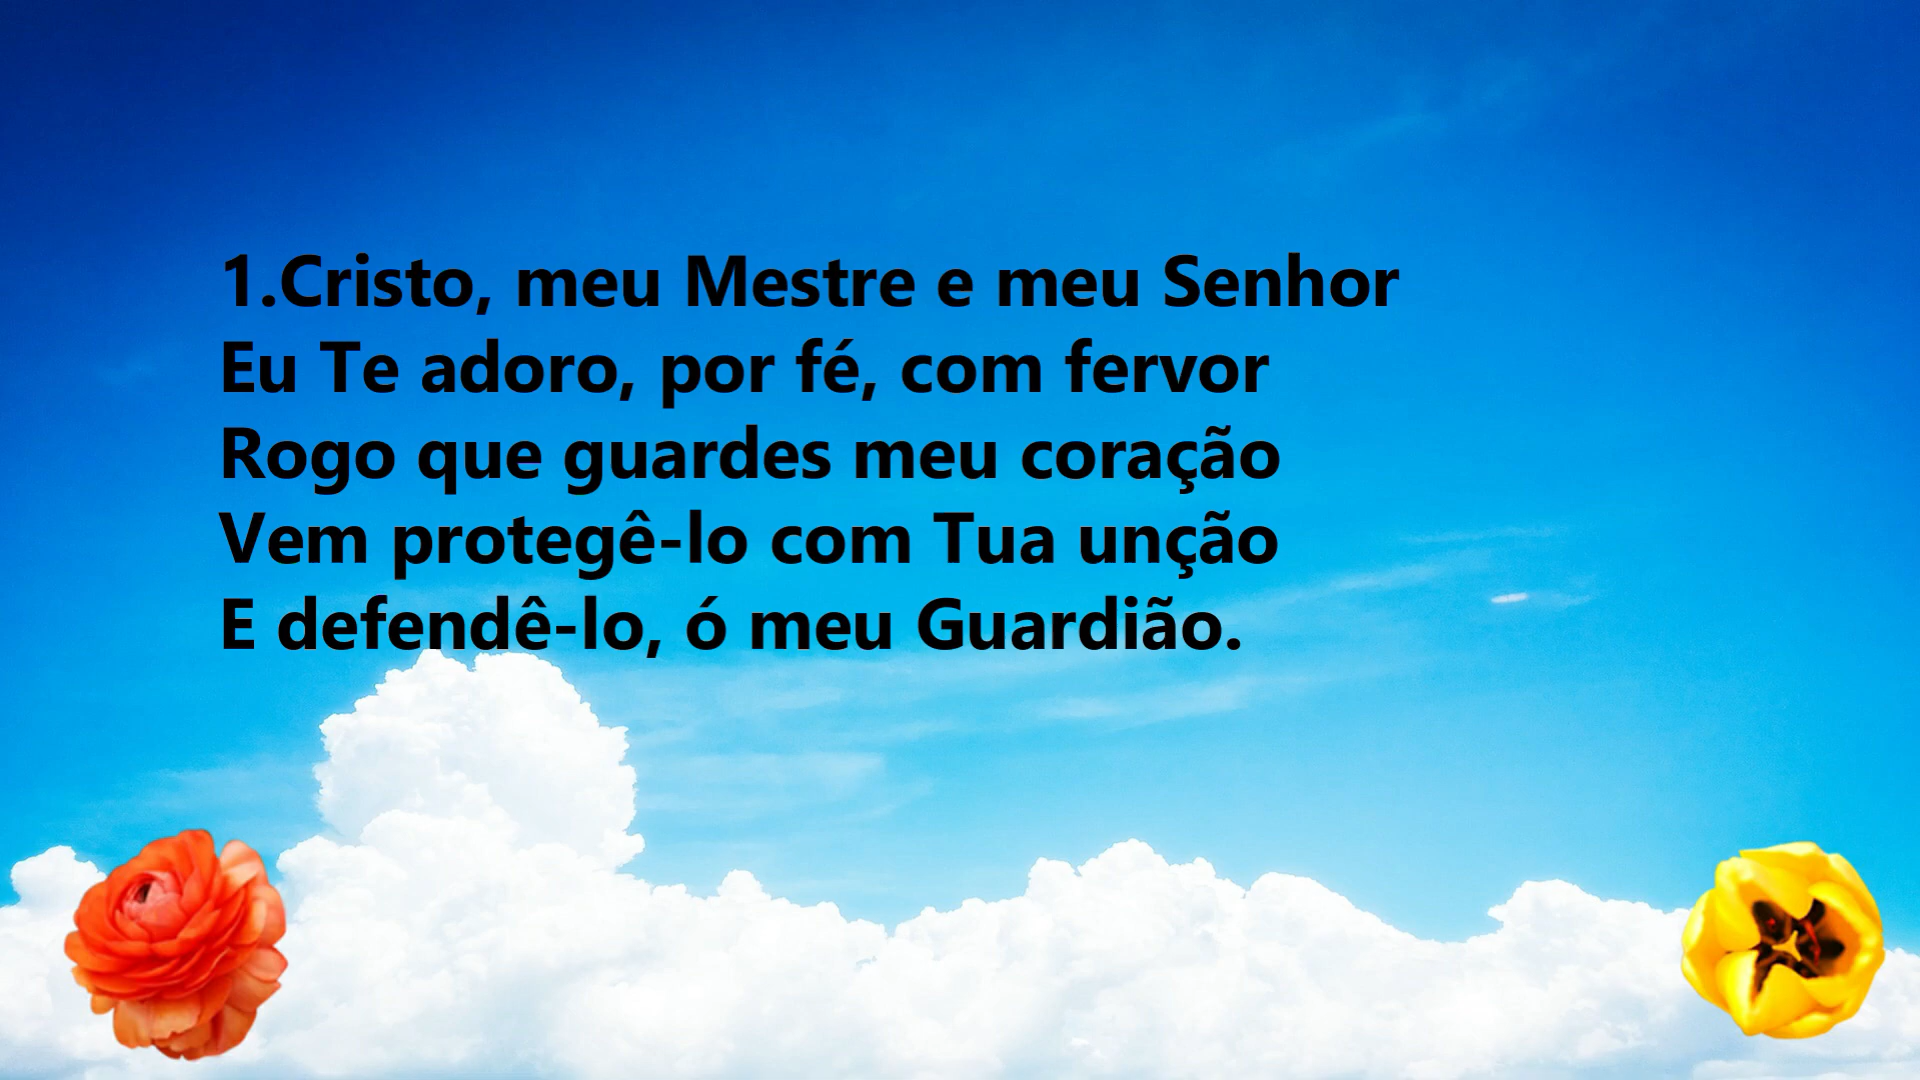 1.Cristo, meu Mestre e meu Senhor
Eu Te adoro, por fé, com fervor
Rogo que guardes meu coração
Vem protegê-lo com Tua unção
E defendê-lo, ó meu Guardião.